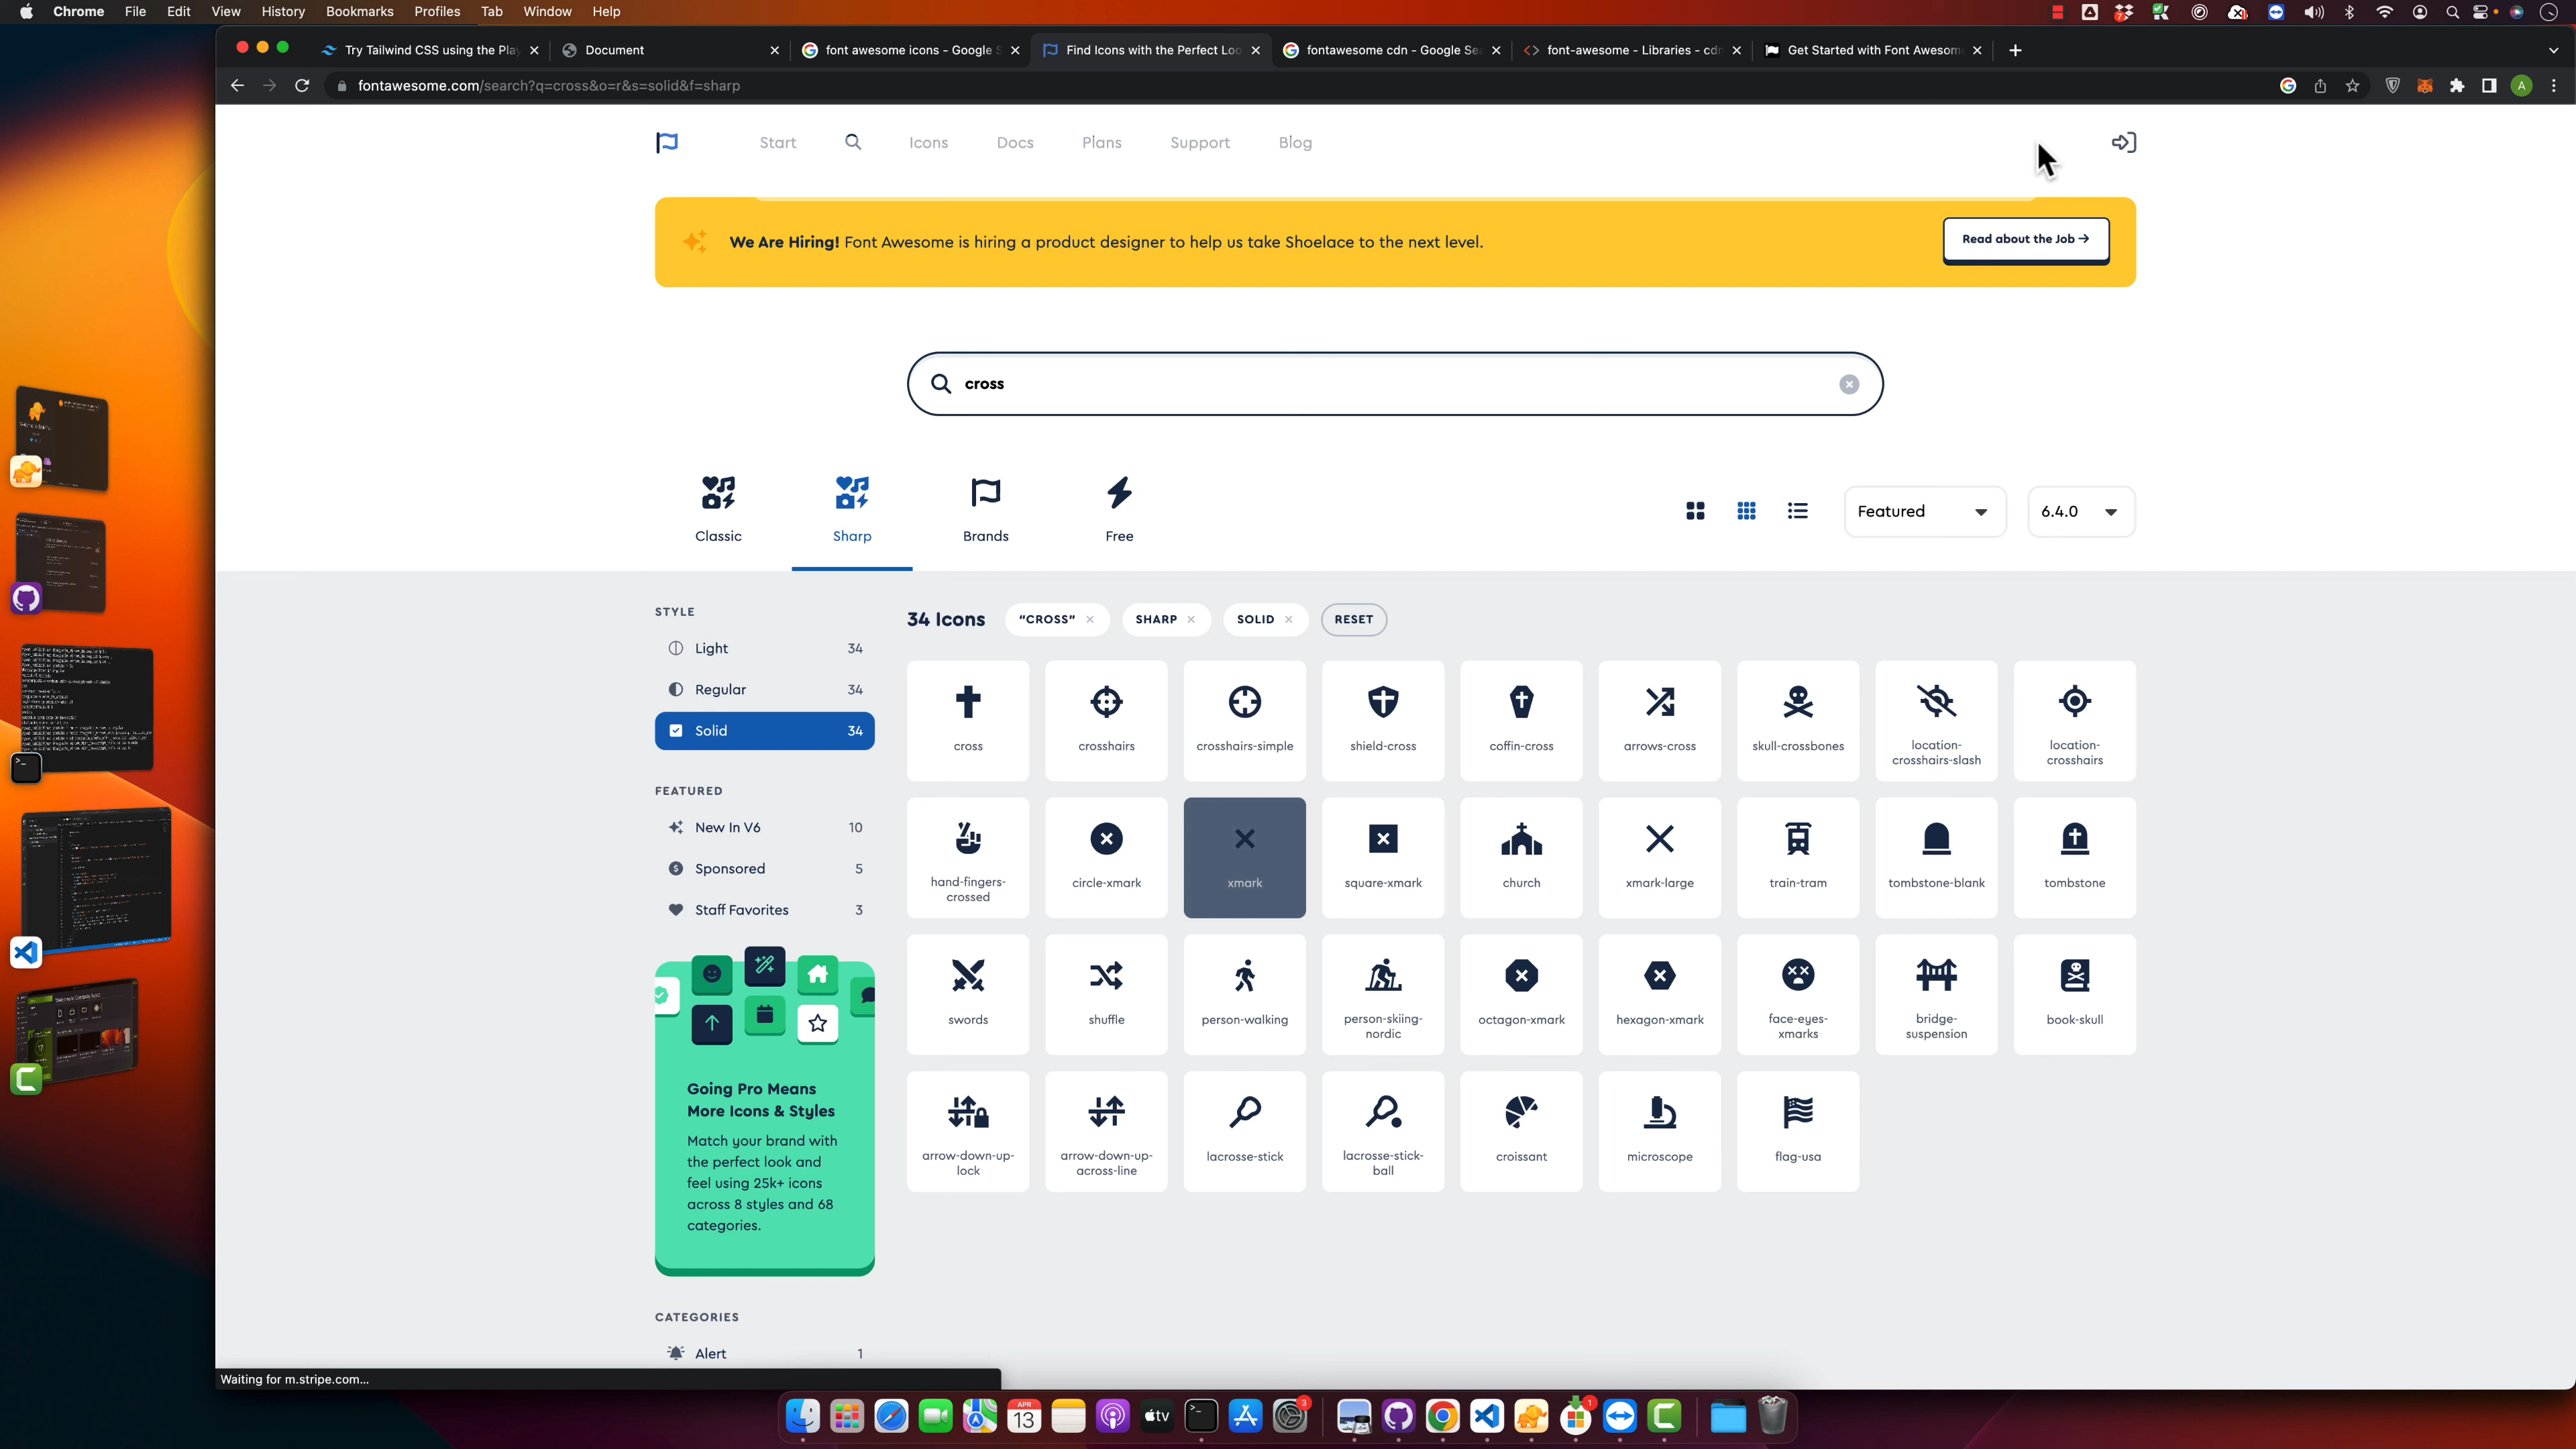 Chrome File Edit View History Bookmarks Profiles Tab Window Help
Try Tailwind CSS using the Play
Document
font awesome icons - Google S
Find Icons with the Perfect Loo
fontawesome cdn - Google Sea
font-awesome - Libraries - cdn
Get Started with Font Awesom
fontawesome.com/search?q=cross&o=r&s=solid&f=sharp
A
Start Icons Docs Plans Support Blog
We Are Hiring! Font Awesome is hiring a product designer to help us take Shoelace to the next level.
Read about the Job →
cross
Classic Sharp Brands Free
Featured
6.4.0
STYLE
Light 34
Regular 34
Solid 34
FEATURED
New In V6 10
Sponsored 5
Staff Favorites 3
Going Pro Means
More Icons & Styles
Match your brand with
the perfect look and
feel using 25k+ icons
across 8 styles and 68
categories.
CATEGORIES
Alert 1
34 Icons "CROSS" SHARP SOLID RESET
cross
crosshairs
crosshairs-simple
shield-cross
coffin-cross
arrows-cross
skull-crossbones
location-
crosshairs-slash
location-
crosshairs
hand-fingers-
crossed
circle-xmark
xmark
square-xmark
church
xmark-large
train-tram
tombstone-blank
tombstone
swords
shuffle
person-walking
person-skiing-
nordic
octagon-xmark
hexagon-xmark
face-eyes-
xmarks
bridge-
suspension
book-skull
arrow-down-up-
lock
arrow-down-up-
across-line
lacrosse-stick
lacrosse-stick-
ball
croissant
microscope
flag-usa
Waiting for m.stripe.com...
APR
13
tv
3
1